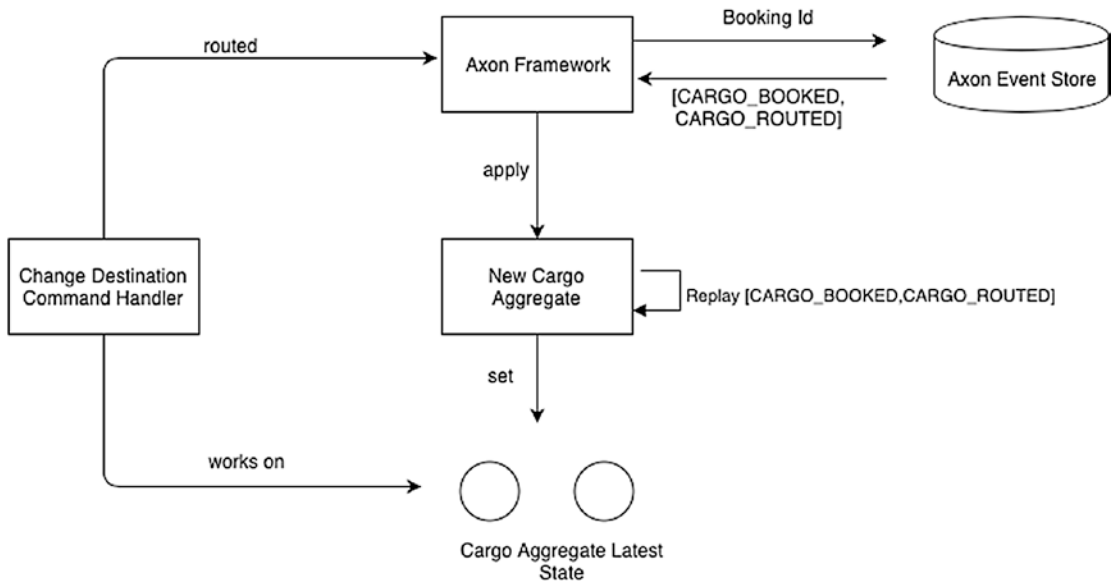 Booking Id
routed
Axon Framework
Axon Event Store
[CARGO_BOOKED,
CARGO_ROUTED]
apply
Change Destination
Command Handler
New Cargo
Aggregate
Replay [CARGO_BOOKED,CARGO_ROUTED]
set
works on
Cargo Aggregate Latest
State